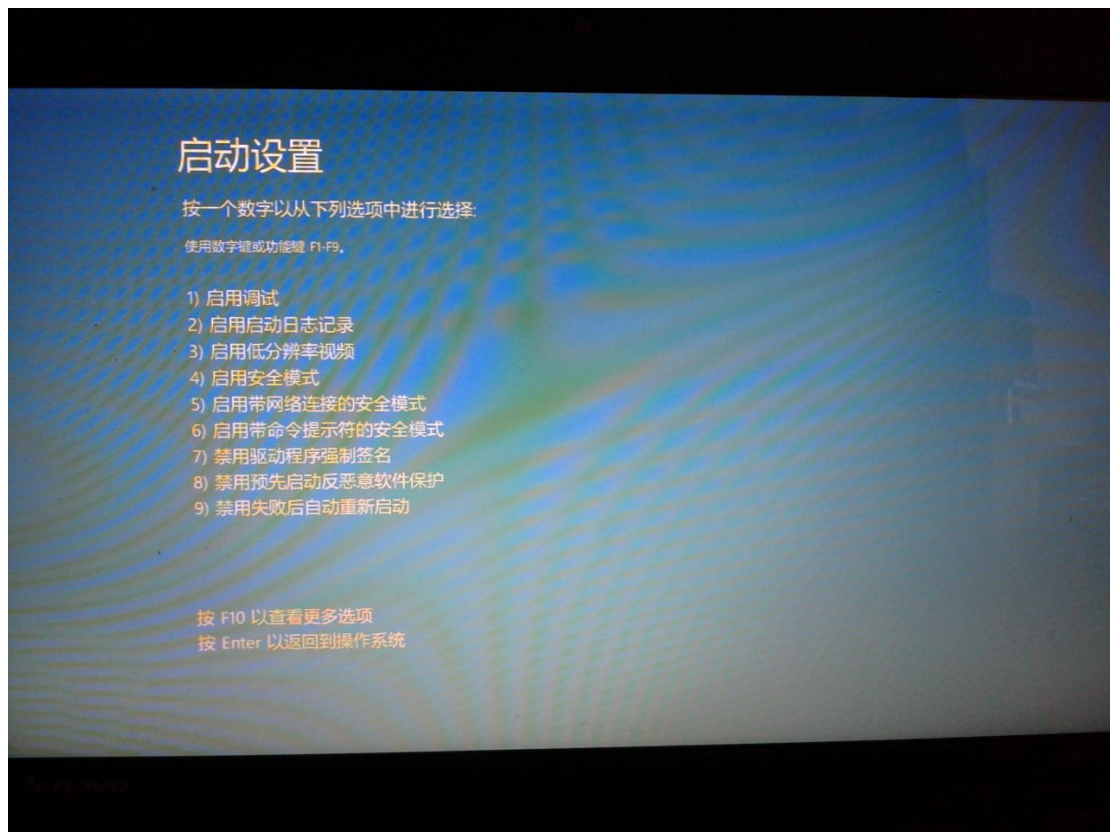 启动设置
按一个数字以从下列选项中进行选择:
使用数字键或功能键 F1-F9。
1) 启用调试
2) 启用启动日志记录
3) 启用低分辨率视频
4) 启用安全模式
5) 启用带网络连接的安全模式
6) 启用带命令提示符的安全模式
7) 禁用驱动程序强制签名
8) 禁用预先启动反恶意软件保护
9) 禁用失败后自动重新启动
按 F10 以查看更多选项
按 Enter 以返回到操作系统
lenovo